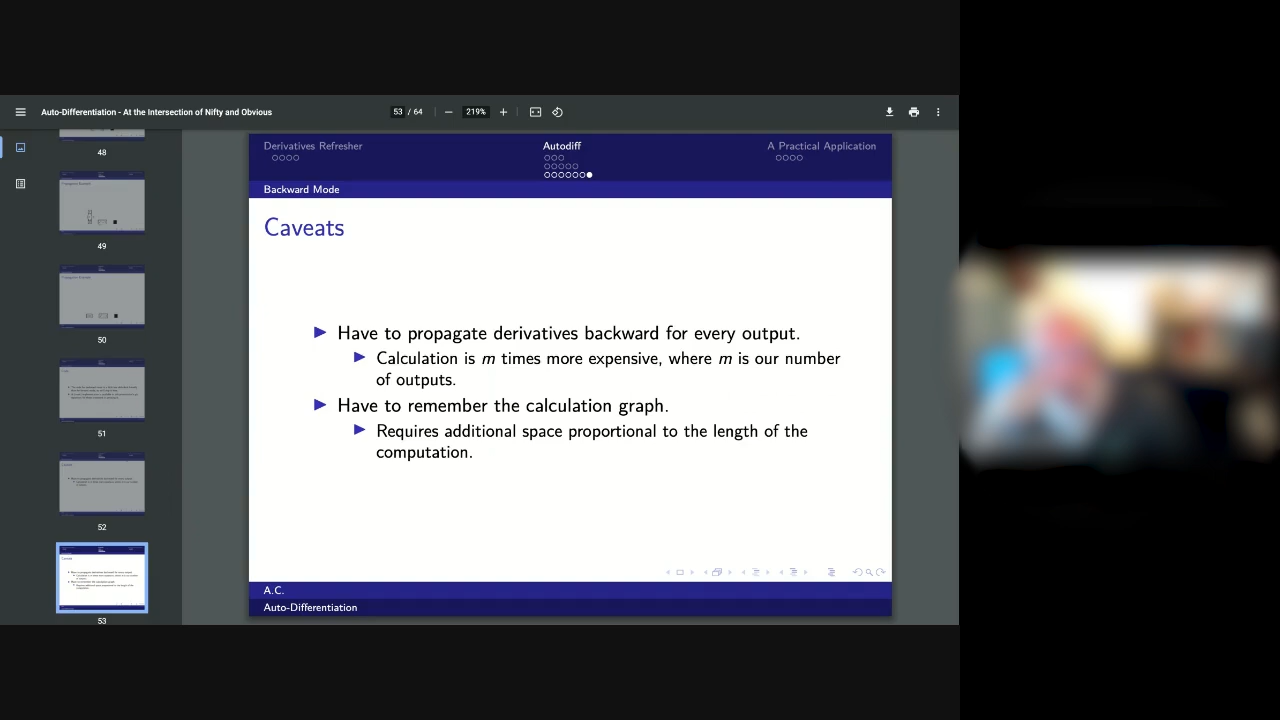 Auto-Differentiation - At the Intersection of Nifty and Obvious
53 / 64
219%
48
49
50
51
52
53
Derivatives Refresher
Autodiff
A Practical Application
Backward Mode
Caveats
Have to propagate derivatives backward for every output.
Calculation is m times more expensive, where m is our number
of outputs.
Have to remember the calculation graph.
Requires additional space proportional to the length of the
computation.
A.C.
Auto-Differentiation